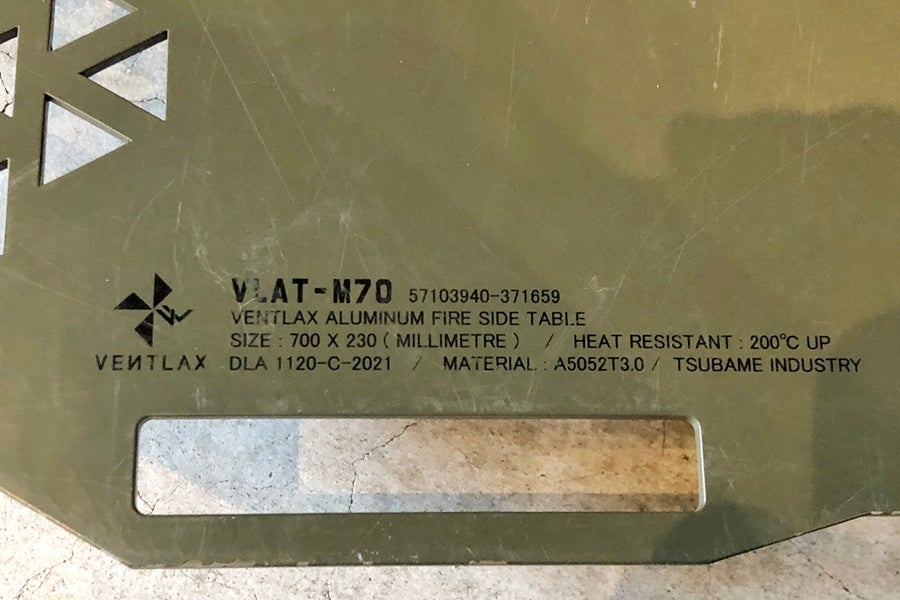 VLAT-M70 57103940-371659
VENTLAX ALUMINUM FIRE SIDE TABLE
SIZE : 700 X 230 ( MILLIMETRE ) / HEAT RESISTANT : 200°C UP
VENTLAX DLA 1120-C-2021 / MATERIAL : A5052T3.0 / TSUBAME INDUSTRY